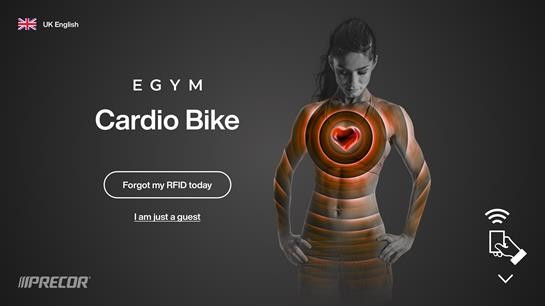 UK English
EGYM
Cardio Bike
Forgot my RFID today
I am just a guest
PRECOR